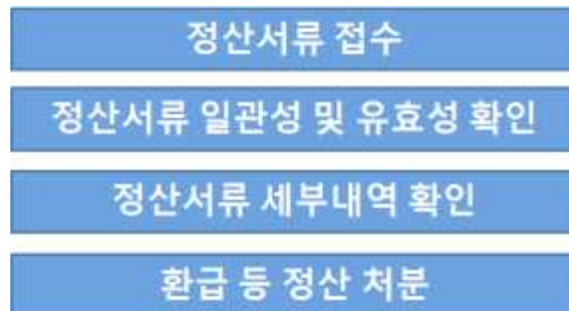 정산서류 접수
정산서류 일관성 및 유효성 확인
정산서류 세부내역 확인
환급 등 정산 처분